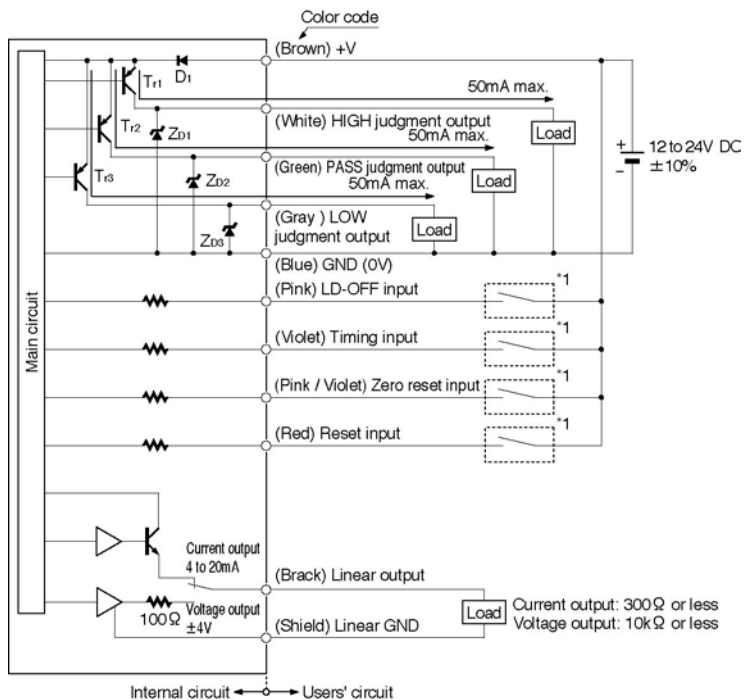 Color code
(Brown) +V
D1
Tr1
50mA max.
ZD1
(White) HIGH judgment output
Load
Tr2
50mA max.
+
12 to 24V DC
±10%
−
(Green) PASS judgment output
Load
Tr3
ZD2
50mA max.
(Gray ) LOW
judgment output
Load
ZD3
(Blue) GND (0V)
Main circuit
(Pink) LD-OFF input
*1
(Violet) Timing input
*1
(Pink / Violet) Zero reset input
*1
(Red) Reset input
*1
Current output
4 to 20mA
(Brack) Linear output
100Ω
Voltage output
±4V
Load
Current output: 300Ω or less
Voltage output: 10kΩ or less
(Shield) Linear GND
Internal circuit
Users' circuit